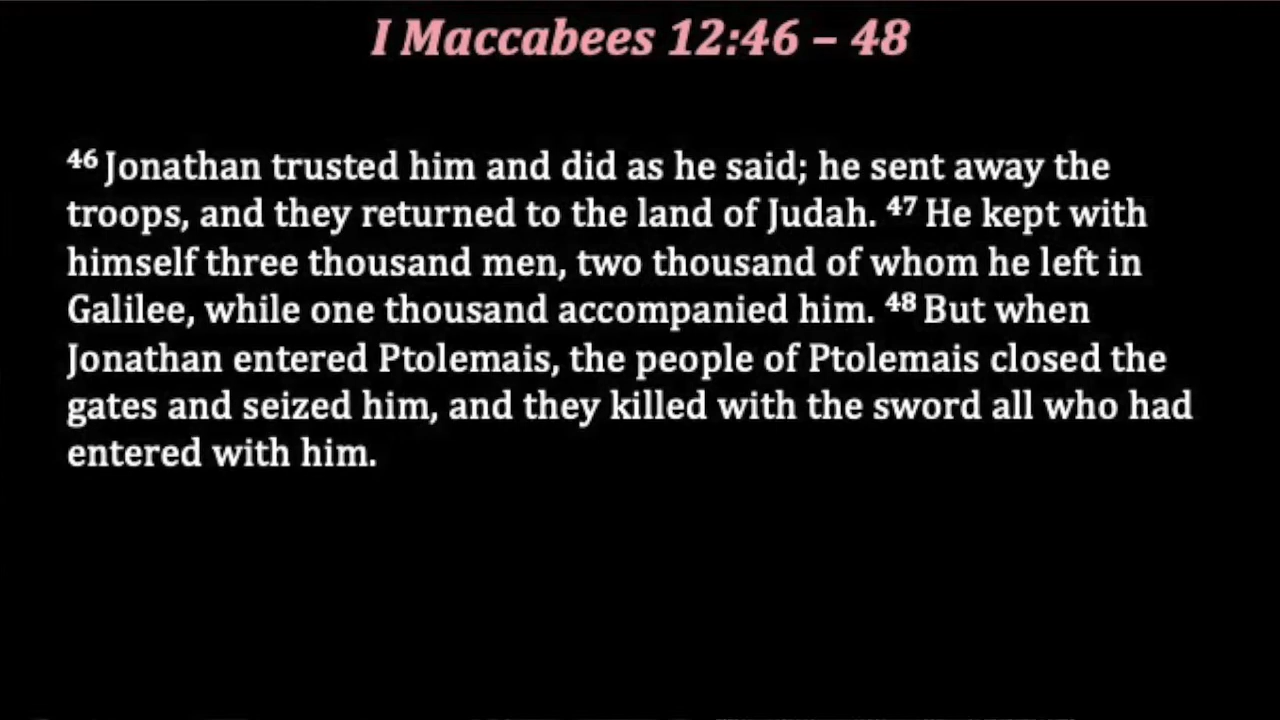 I Maccabees 12:46 – 48
46 Jonathan trusted him and did as he said; he sent away the
troops, and they returned to the land of Judah. 47 He kept with
himself three thousand men, two thousand of whom he left in
Galilee, while one thousand accompanied him. 48 But when
Jonathan entered Ptolemais, the people of Ptolemais closed the
gates and seized him, and they killed with the sword all who had
entered with him.